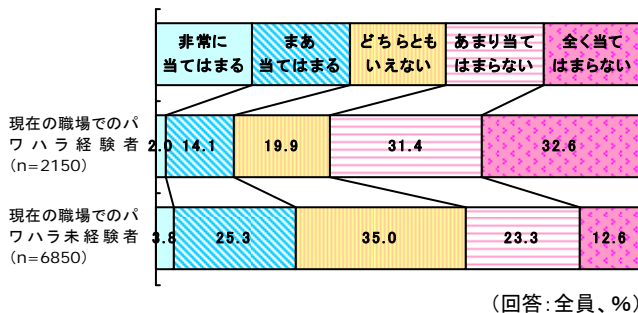 非常に
当てはまる
まあ
当てはまる
どちらとも
いえない
あまり当て
はまらない
全く当て
はまらない
現在の職場でのパ
ワハラ経験者
(n=2150)
2.0 14.1 19.9 31.4 32.6
現在の職場でのパ
ワハラ未経験者
(n=6850)
3.8 25.3 35.0 23.3 12.6
(回答:全員、%)